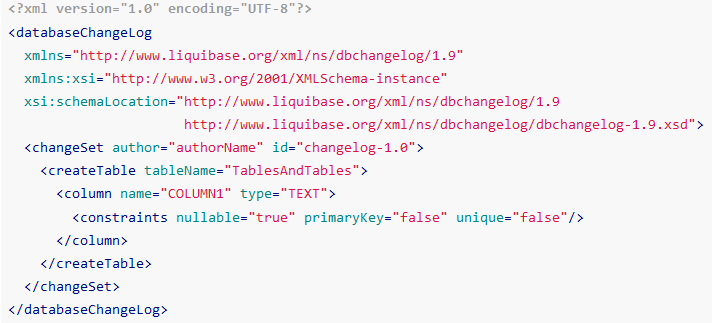 <?xml version="1.0" encoding="UTF-8"?>
<databaseChangeLog
  xmlns="http://www.liquibase.org/xml/ns/dbchangelog/1.9"
  xmlns:xsi="http://www.w3.org/2001/XMLSchema-instance"
  xsi:schemaLocation="http://www.liquibase.org/xml/ns/dbchangelog/1.9
                      http://www.liquibase.org/xml/ns/dbchangelog/dbchangelog-1.9.xsd">
  <changeSet author="authorName" id="changelog-1.0">
    <createTable tableName="TablesAndTables">
      <column name="COLUMN1" type="TEXT">
        <constraints nullable="true" primaryKey="false" unique="false"/>
      </column>
    </createTable>
  </changeSet>
</databaseChangeLog>